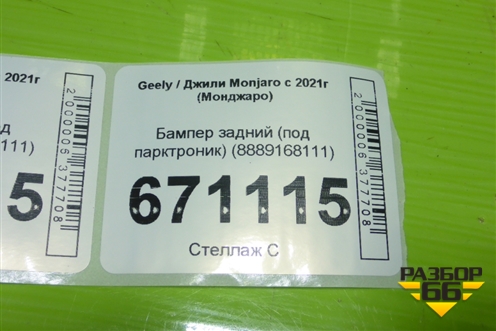 2021г
д
111)
5
2000006377708
Geely / Джили Monjaro с 2021г
(Монджаро)
Бампер задний (под
парктроник) (8889168111)
671115
Стеллаж С
2000006377708
РАЗБОР
66